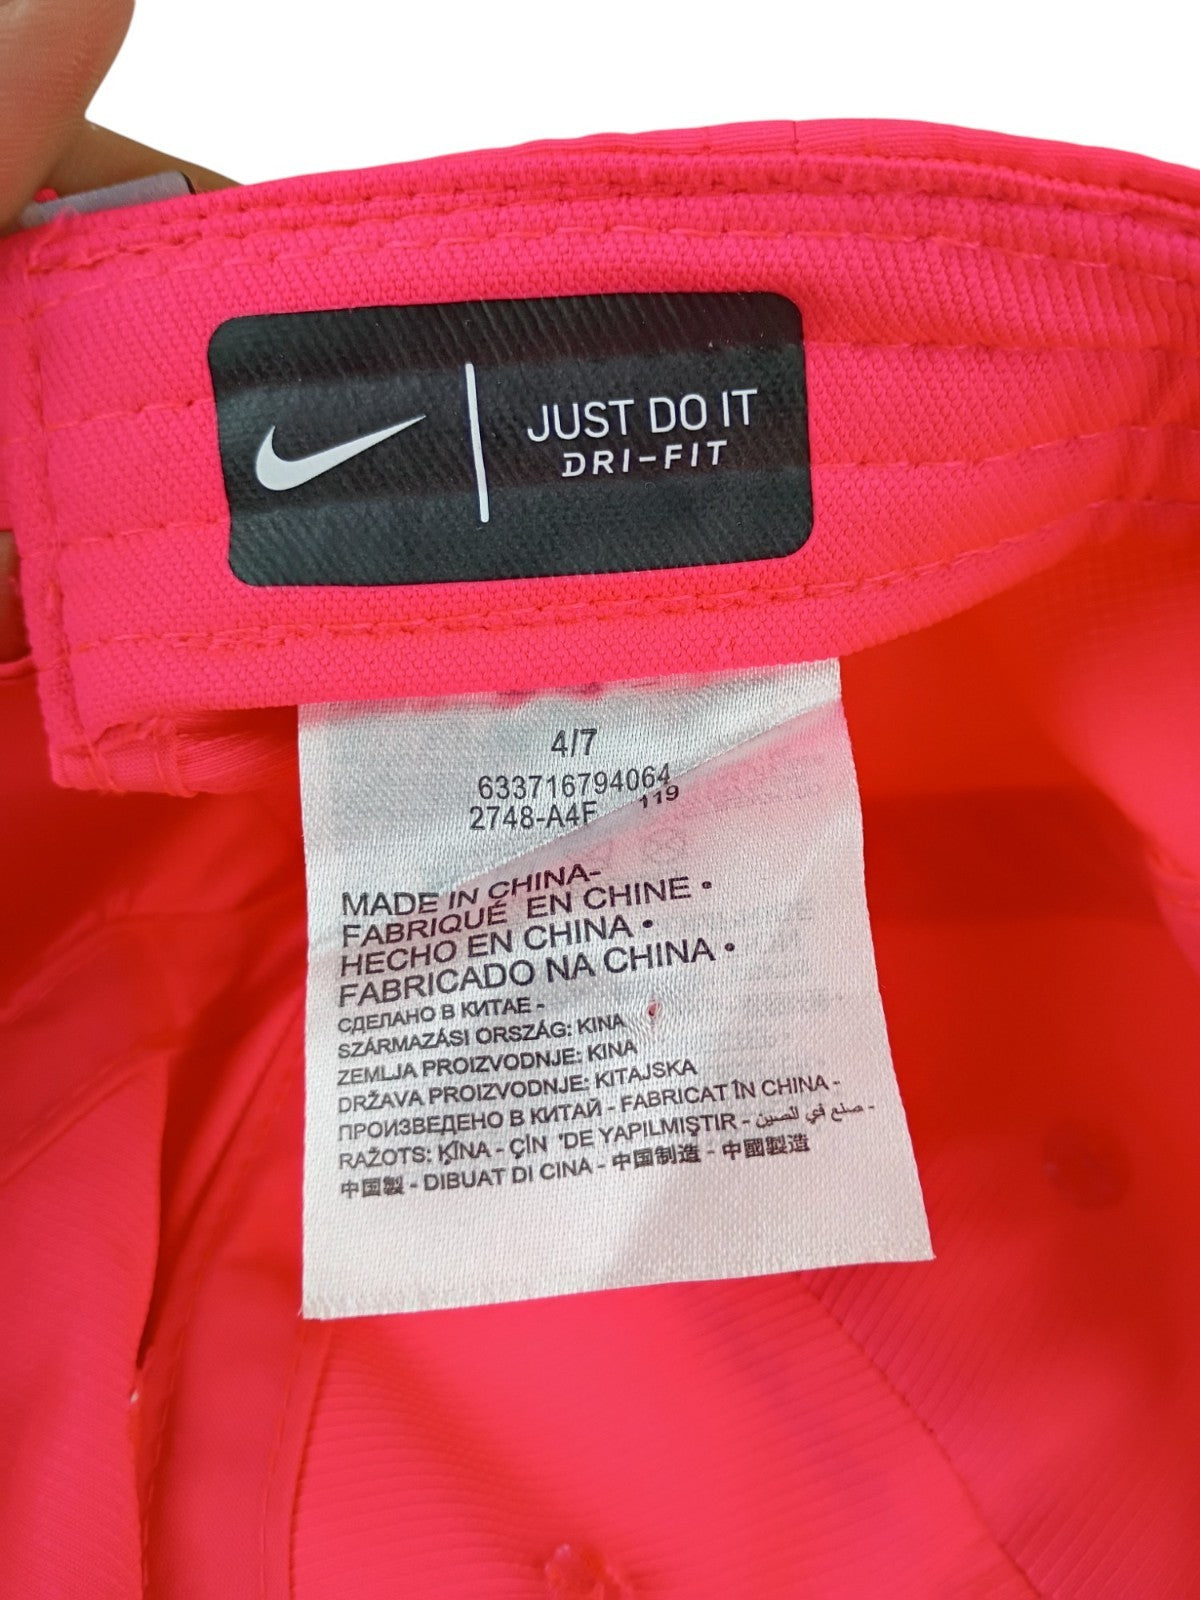 JUST DO IT
DRI-FIT
4/7
633716794064
2748-A4F 119
MADE IN CHINA-
FABRIQUÉ EN CHINE •
HECHO EN CHINA •
FABRICADO NA CHINA •
СДЕЛАНО В КИТАЕ -
SZÁRMAZÁSI ORSZÁG: KINA
ZEMLJA PROIZVODNJE: KINA
DRŽAVA PROIZVODNJE: KITAJSKA
ПРОИЗВЕДЕНО В КИТАЙ - FABRICAT ÎN CHINA -
RAŽOTS: ĶĪNA - ÇİN 'DE YAPILMIŞTIR - صنع في الصين -
中国製 - DIBUAT DI CINA - 中国制造 - 中國製造